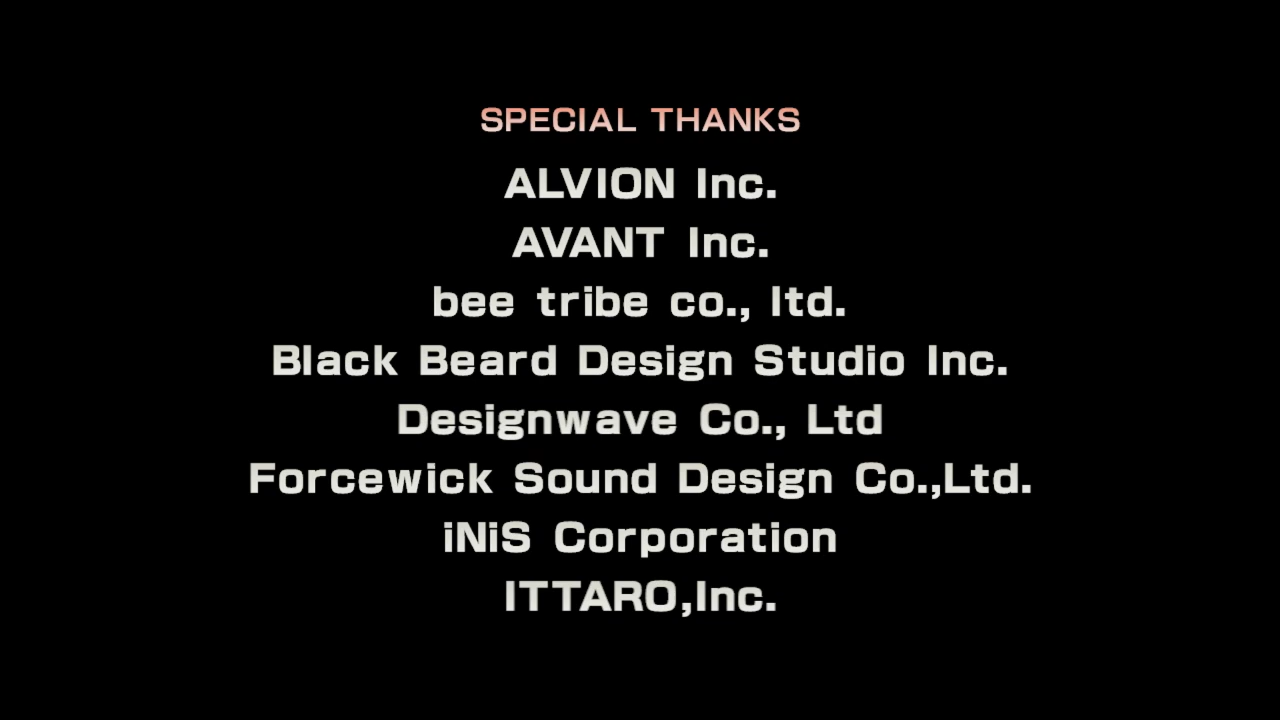 SPECIAL THANKS
ALVION Inc.
AVANT Inc.
bee tribe co., ltd.
Black Beard Design Studio Inc.
Designwave Co., Ltd
Forcewick Sound Design Co.,Ltd.
iNiS Corporation
ITTARO,Inc.